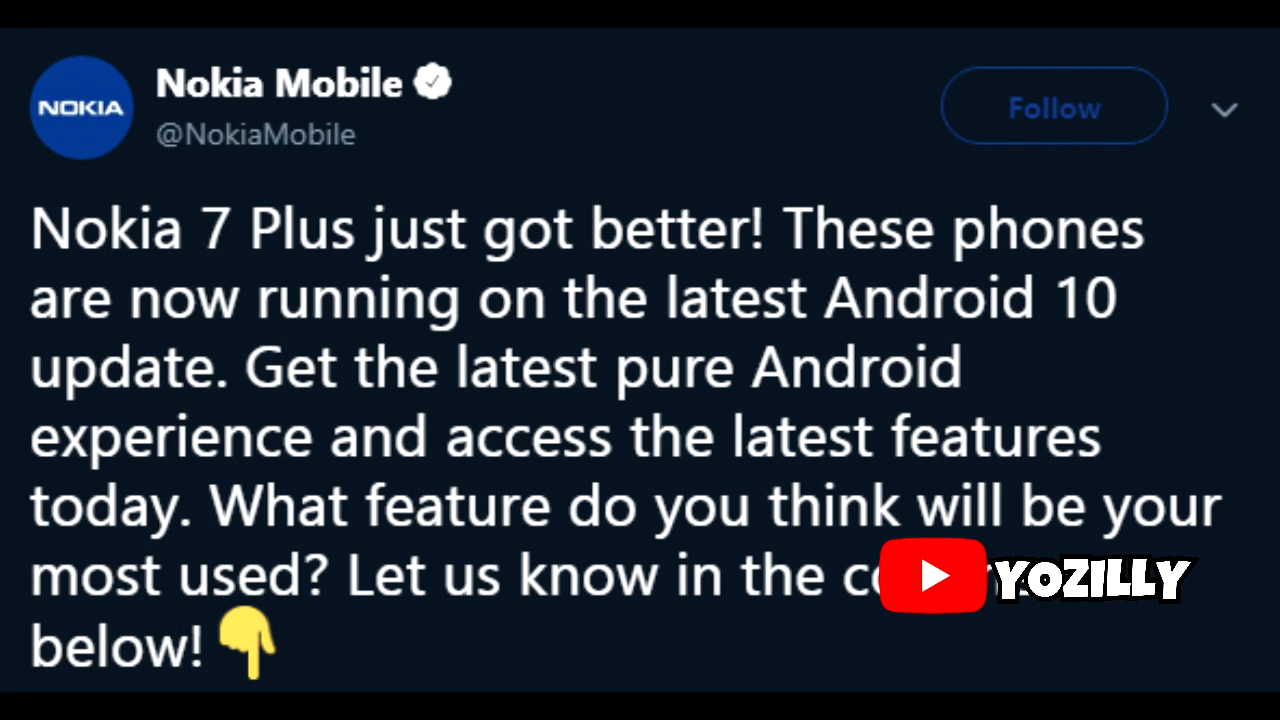 NOKIA
Nokia Mobile
@NokiaMobile
Follow
Nokia 7 Plus just got better! These phones
are now running on the latest Android 10
update. Get the latest pure Android
experience and access the latest features
today. What feature do you think will be your
most used? Let us know in the
YOZILLY
below!